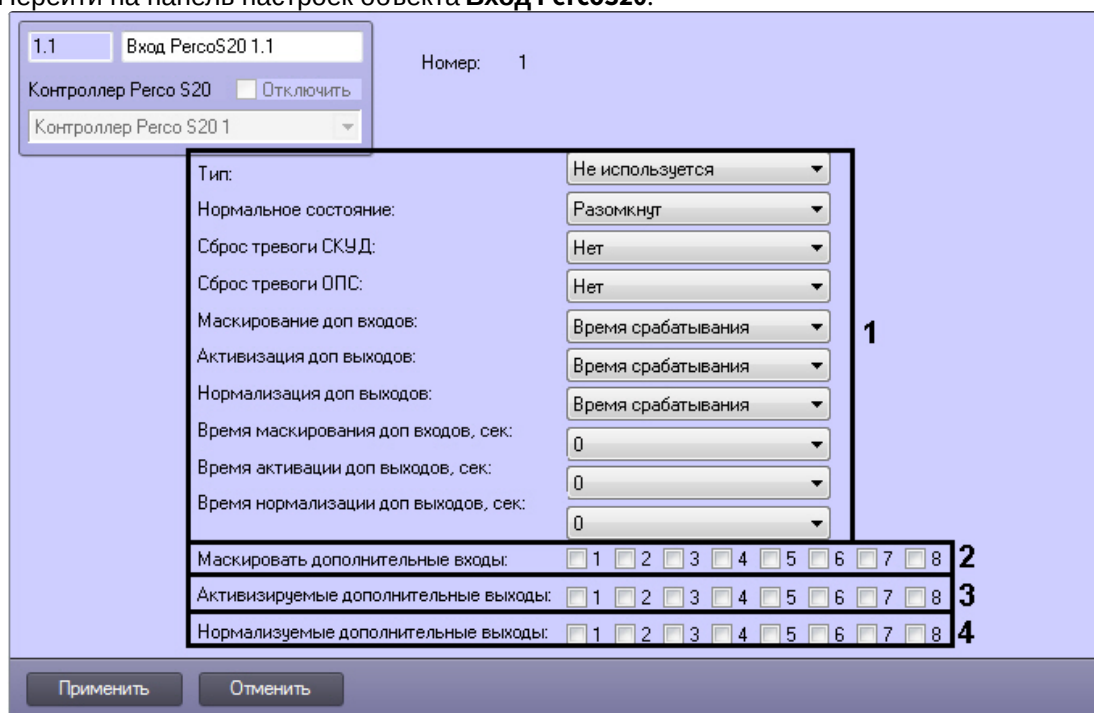 Перейти на панель настроек объекта Вход PercoS20.
1.1 Вход PercoS20 1.1
Номер: 1
Контроллер Perco S20 Отключить
Контроллер Perco S20 1
Тип: Не используется
Нормальное состояние: Разомкнут
Сброс тревоги СКУД: Нет
Сброс тревоги ОПС: Нет
Маскирование доп входов: Время срабатывания
1
Активизация доп выходов: Время срабатывания
Нормализация доп выходов: Время срабатывания
Время маскирования доп входов, сек: 0
Время активации доп выходов, сек: 0
Время нормализации доп выходов, сек: 0
Маскировать дополнительные входы: 1 2 3 4 5 6 7 8 2
Активизируемые дополнительные выходы: 1 2 3 4 5 6 7 8 3
Нормализуемые дополнительные выходы: 1 2 3 4 5 6 7 8 4
Применить Отменить